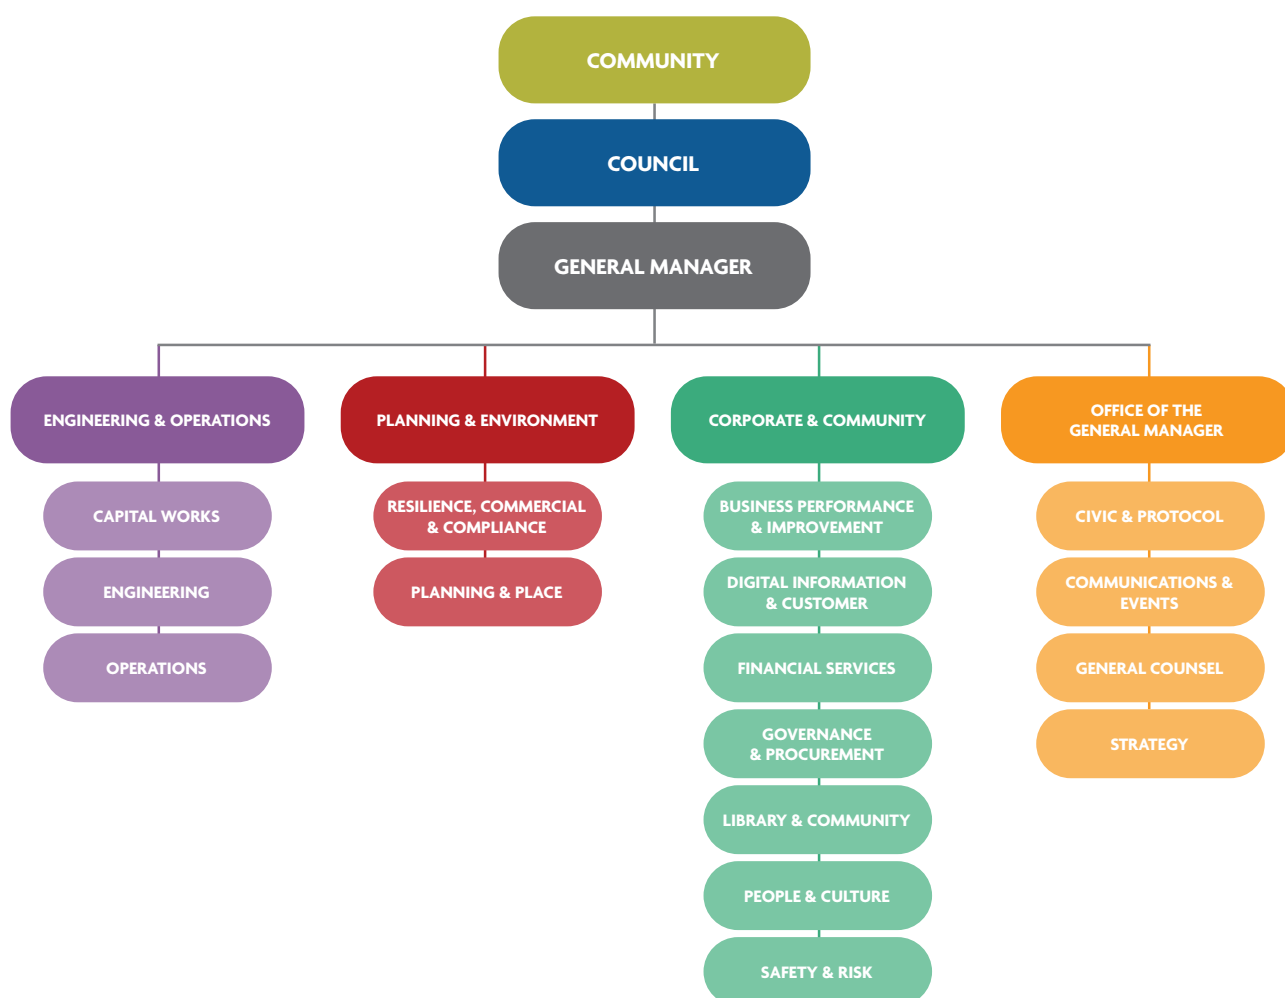 COMMUNITY
COUNCIL
GENERAL MANAGER
ENGINEERING & OPERATIONS
CAPITAL WORKS
ENGINEERING
OPERATIONS
PLANNING & ENVIRONMENT
RESILIENCE, COMMERCIAL
& COMPLIANCE
PLANNING & PLACE
CORPORATE & COMMUNITY
BUSINESS PERFORMANCE
& IMPROVEMENT
DIGITAL INFORMATION
& CUSTOMER
FINANCIAL SERVICES
GOVERNANCE
& PROCUREMENT
LIBRARY & COMMUNITY
PEOPLE & CULTURE
SAFETY & RISK
OFFICE OF THE
GENERAL MANAGER
CIVIC & PROTOCOL
COMMUNICATIONS &
EVENTS
GENERAL COUNSEL
STRATEGY